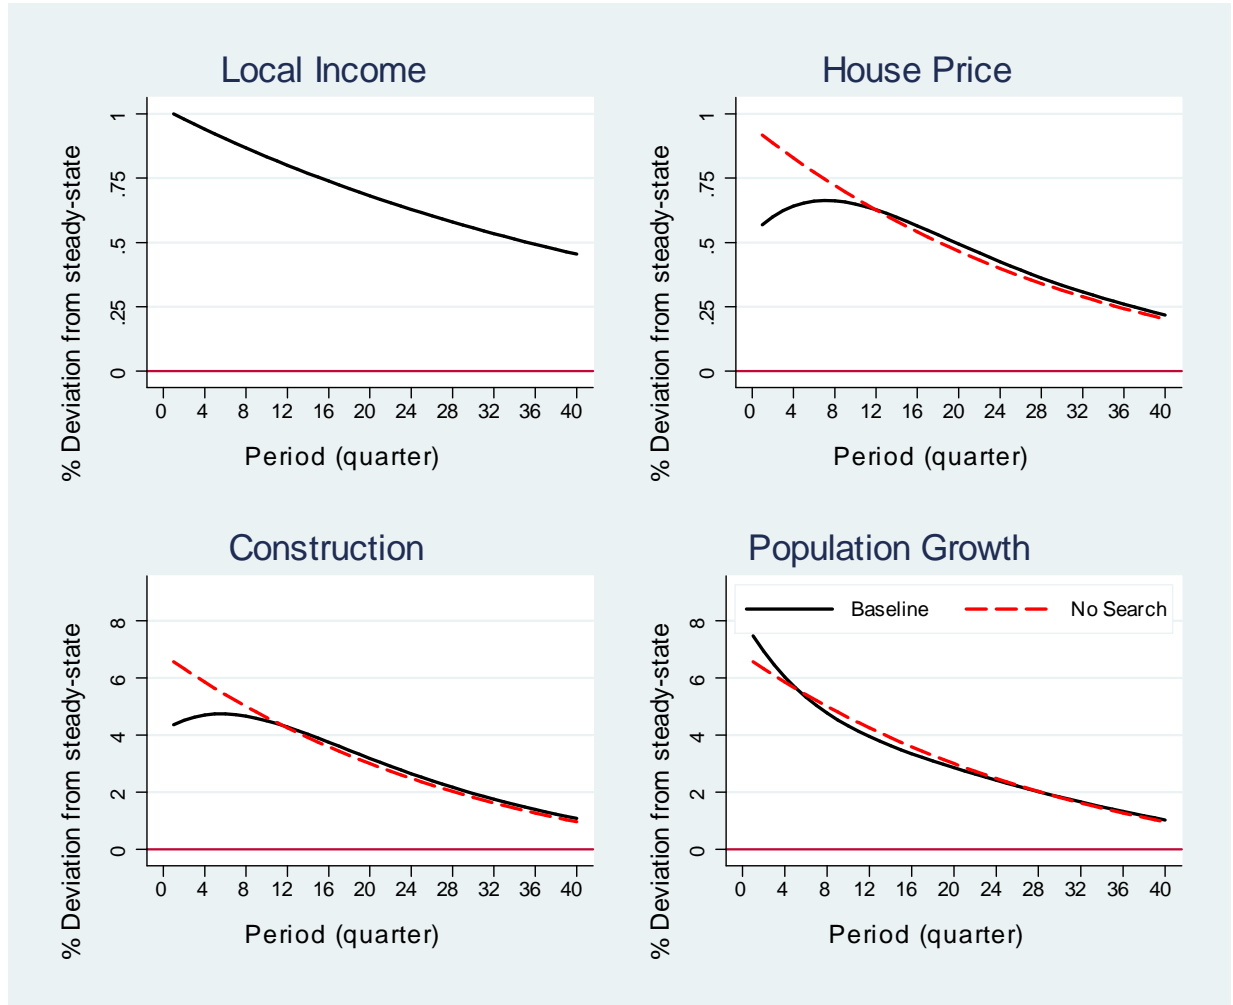 Local Income
% Deviation from steady-state
1
.75
.5
.25
0
0 4 8 12 16 20 24 28 32 36 40
Period (quarter)
House Price
% Deviation from steady-state
1
.75
.5
.25
0
0 4 8 12 16 20 24 28 32 36 40
Period (quarter)
Construction
% Deviation from steady-state
8
6
4
2
0
0 4 8 12 16 20 24 28 32 36 40
Period (quarter)
Population Growth
Baseline No Search
% Deviation from steady-state
8
6
4
2
0
0 4 8 12 16 20 24 28 32 36 40
Period (quarter)